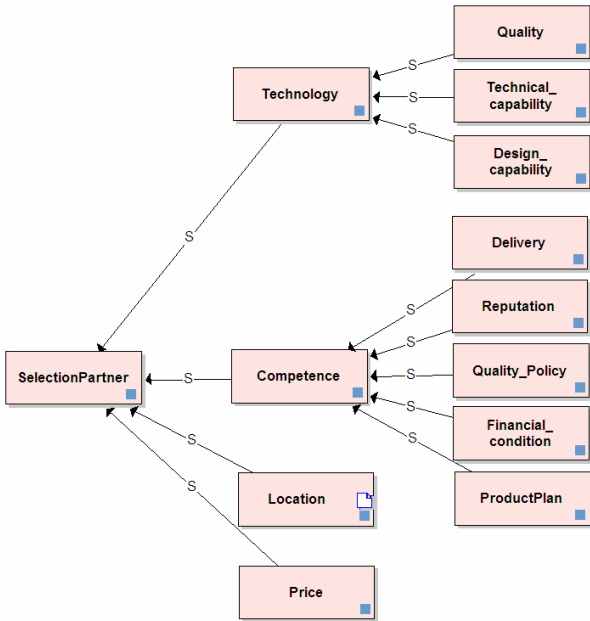 Quality
S
Technology
Technical_
capability
S
S
Design_
capability
S
Delivery
S
Reputation
S
SelectionPartner
S
Competence
S
Quality_Policy
S
Financial_
condition
S
S
Location
S
ProductPlan
Price